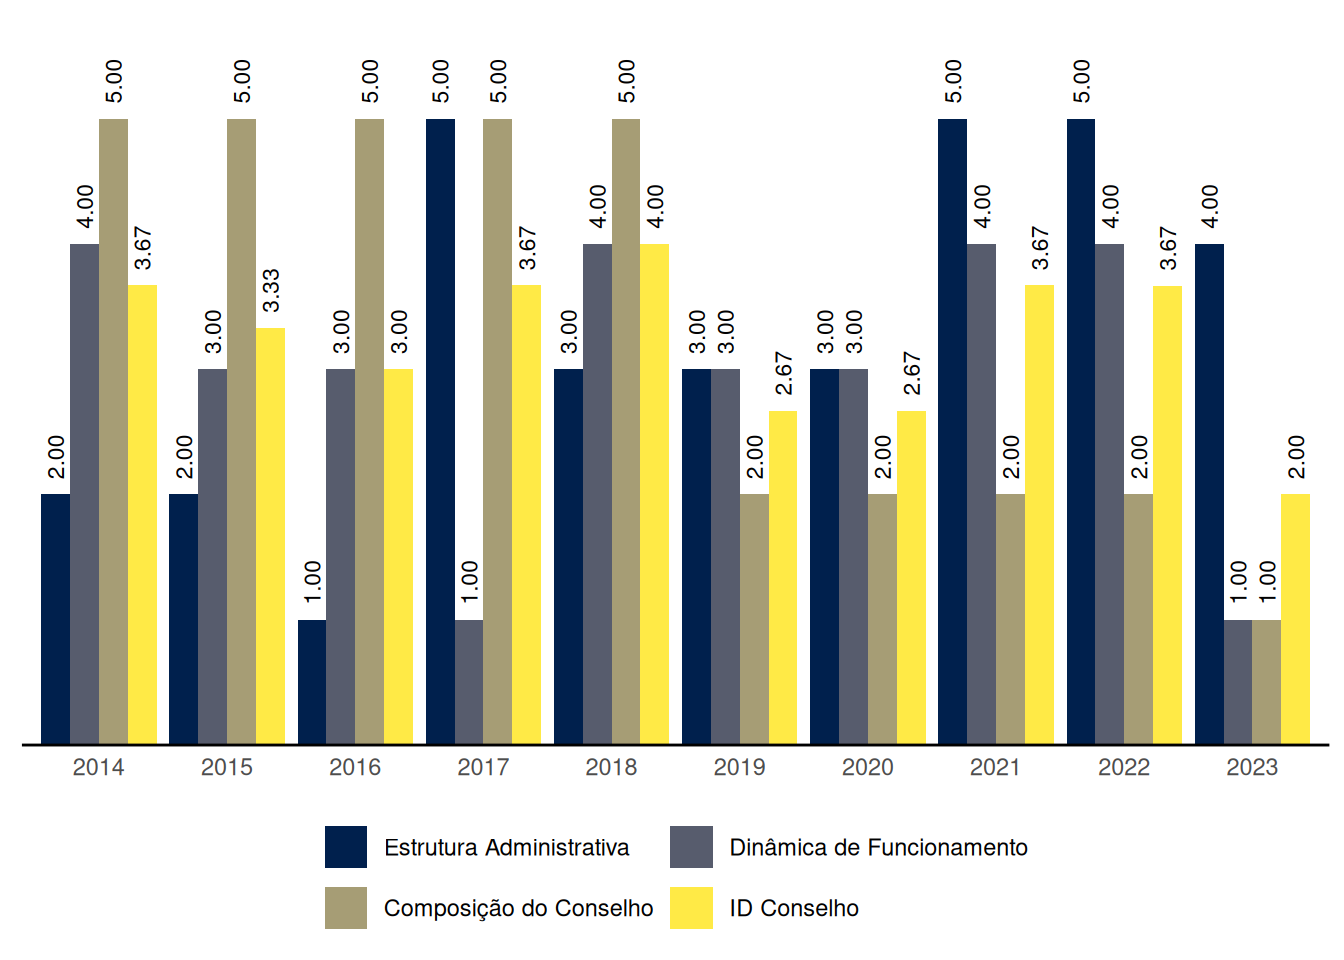 2.00 4.00 5.00 3.67 2.00 3.00 5.00 3.33 1.00 3.00 5.00 3.00 5.00 1.00 5.00 3.67 3.00 4.00 5.00 4.00 3.00 3.00 2.00 2.67 3.00 3.00 2.00 2.67 5.00 4.00 2.00 3.67 5.00 4.00 2.00 3.67 4.00 1.00 1.00 2.00
2014 2015 2016 2017 2018 2019 2020 2021 2022 2023
Estrutura Administrativa Dinâmica de Funcionamento
Composição do Conselho ID Conselho